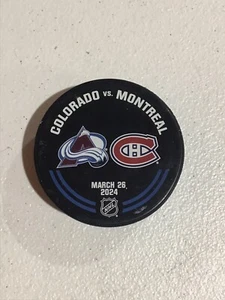 COLORADO VS. MONTREAL
MARCH 26,
2024
NHL